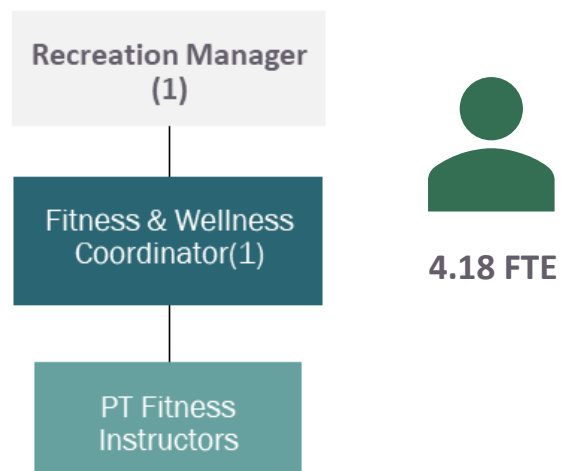 Recreation Manager
(1)
Fitness & Wellness
Coordinator(1)
4.18 FTE
PT Fitness
Instructors